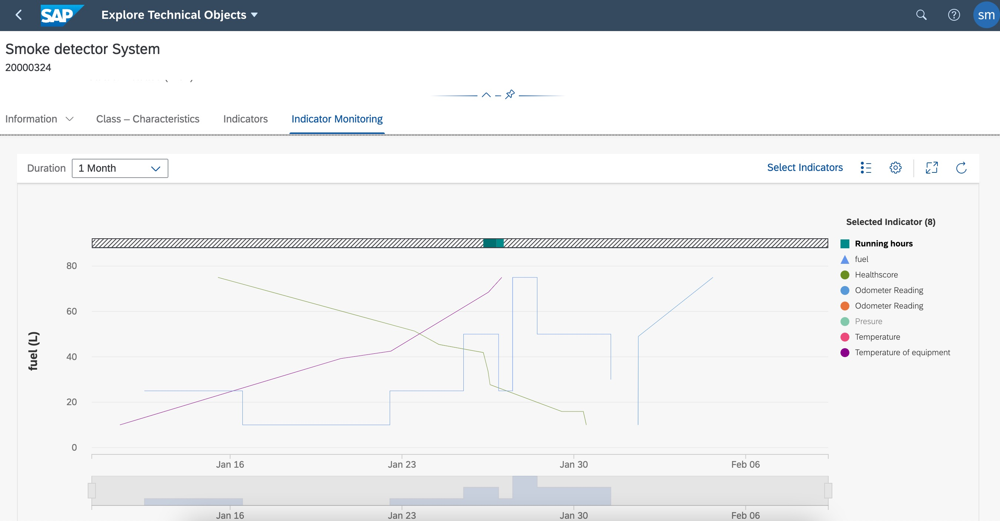 SAP Explore Technical Objects sm
Smoke detector System
20000324
Information Class – Characteristics Indicators Indicator Monitoring
Duration 1 Month Select Indicators
Selected Indicator (8)
Running hours
fuel
Healthscore
Odometer Reading
Odometer Reading
Presure
Temperature
Temperature of equipment
fuel (L)
80
60
40
20
0
Jan 16 Jan 23 Jan 30 Feb 06
Jan 16 Jan 23 Jan 30 Feb 06